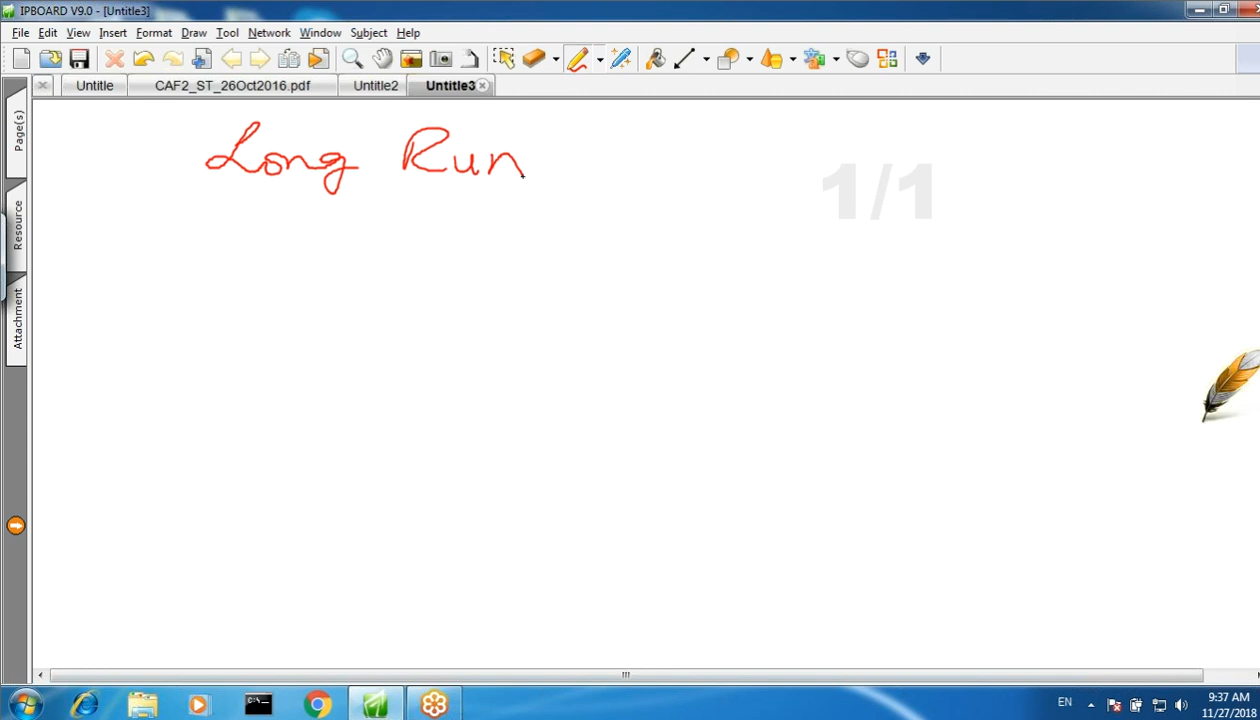 IPBOARD V9.0 - [Untitle3]
File Edit View Insert Format Draw Tool Network Window Subject Help
Untitle CAF2_ST_26Oct2016.pdf Untitle2 Untitle3
Page(s)
Resource
Attachment
Long Run
1/1
EN
9:37 AM
11/27/2018